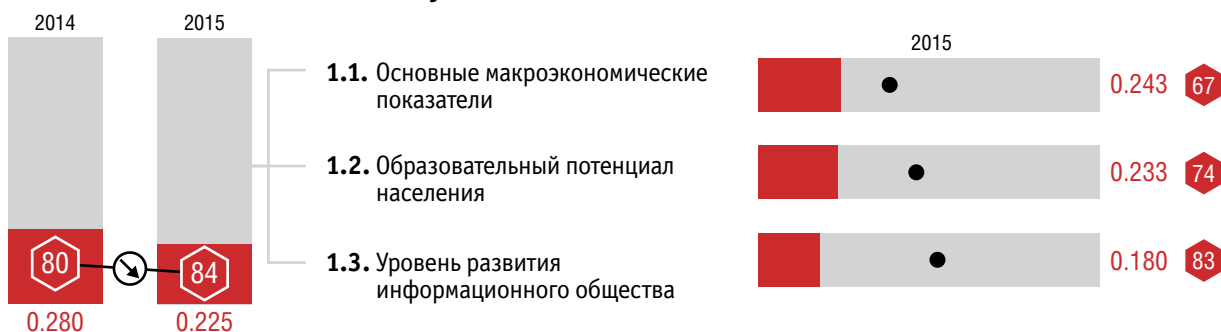 2014
2015
80
84
0.280
0.225
1.1. Основные макроэкономические
показатели
1.2. Образовательный потенциал
населения
1.3. Уровень развития
информационного общества
2015
0.243
67
0.233
74
0.180
83